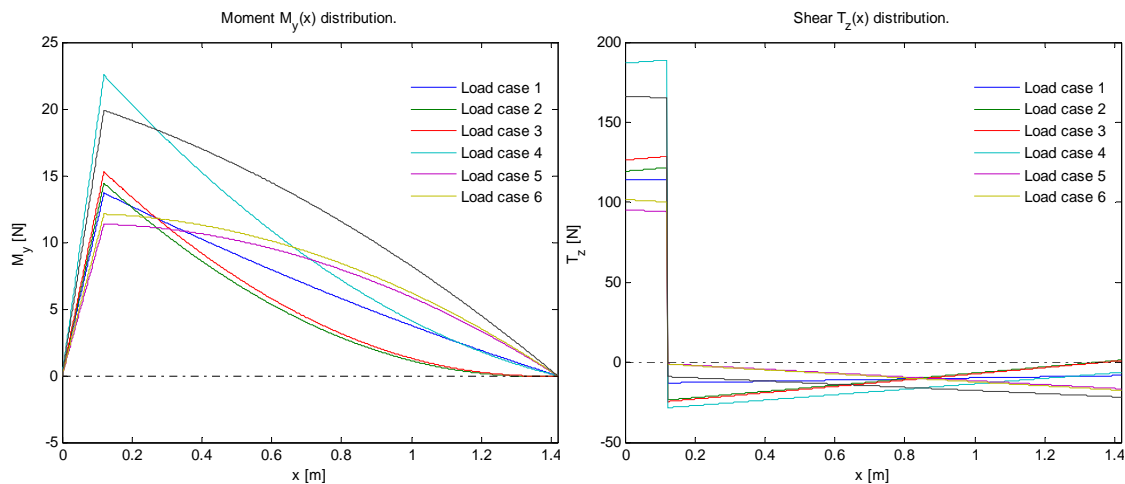 Moment M_y(x) distribution.
25
20
15
10
5
0
-5
M_y [N]
Load case 1
Load case 2
Load case 3
Load case 4
Load case 5
Load case 6
0 0.2 0.4 0.6 0.8 1 1.2 1.4
x [m]
Shear T_z(x) distribution.
200
150
100
50
0
-50
T_z [N]
Load case 1
Load case 2
Load case 3
Load case 4
Load case 5
Load case 6
0 0.2 0.4 0.6 0.8 1 1.2 1.4
x [m]